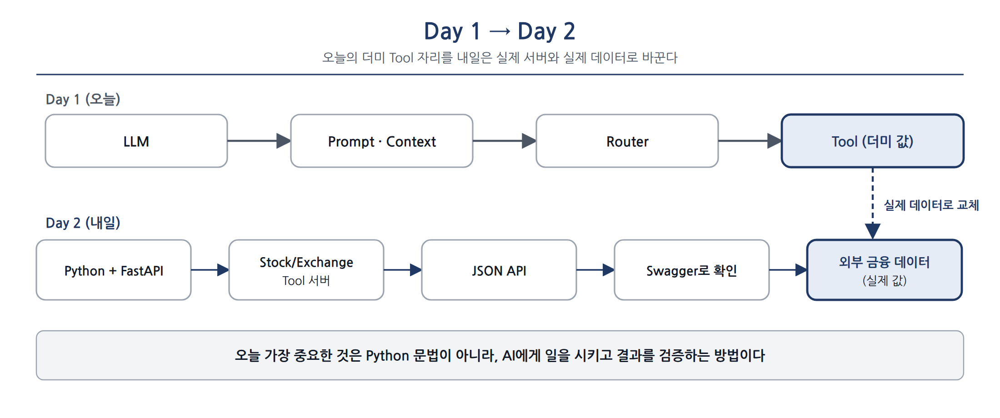 Day 1 → Day 2
오늘의 더미 Tool 자리를 내일은 실제 서버와 실제 데이터로 바꾼다
Day 1 (오늘)
LLM
Prompt · Context
Router
Tool (더미 값)
실제 데이터로 교체
Day 2 (내일)
Python + FastAPI
Stock/Exchange
Tool 서버
JSON API
Swagger로 확인
외부 금융 데이터
(실제 값)
오늘 가장 중요한 것은 Python 문법이 아니라, AI에게 일을 시키고 결과를 검증하는 방법이다